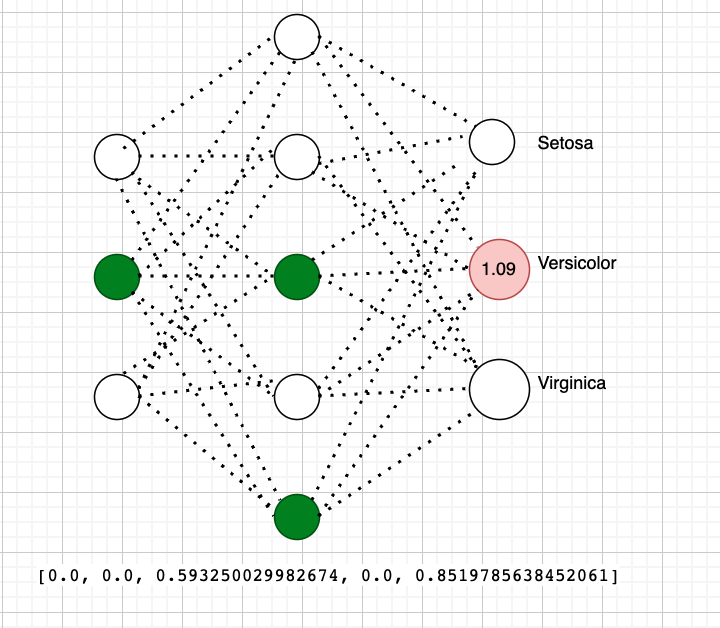 Setosa
1.09 Versicolor
Virginica
[0.0, 0.0, 0.593250029982674, 0.0, 0.8519785638452061]